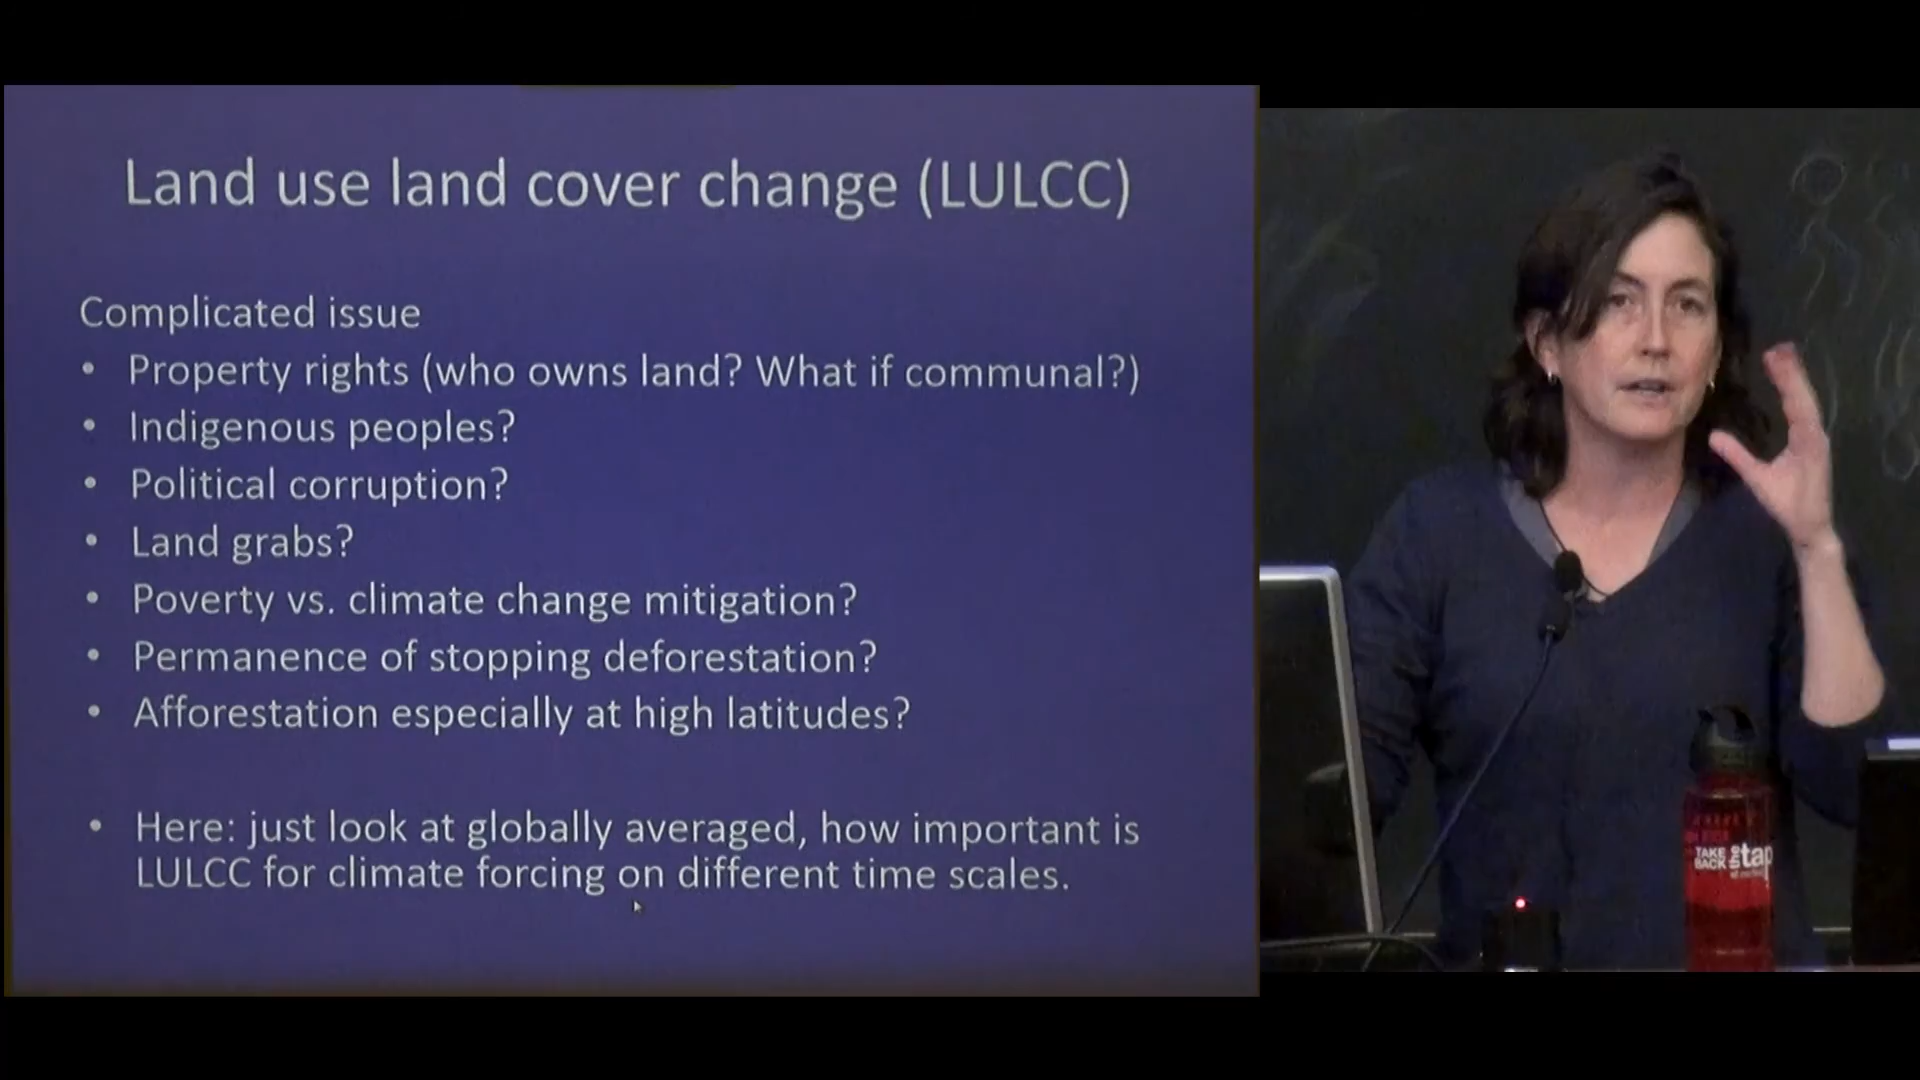 Land use land cover change (LULCC)
Complicated issue
• Property rights (who owns land? What if communal?)
• Indigenous peoples?
• Political corruption?
• Land grabs?
• Poverty vs. climate change mitigation?
• Permanence of stopping deforestation?
• Afforestation especially at high latitudes?
• Here: just look at globally averaged, how important is
LULCC for climate forcing on different time scales.
TAKE
BACK the tap